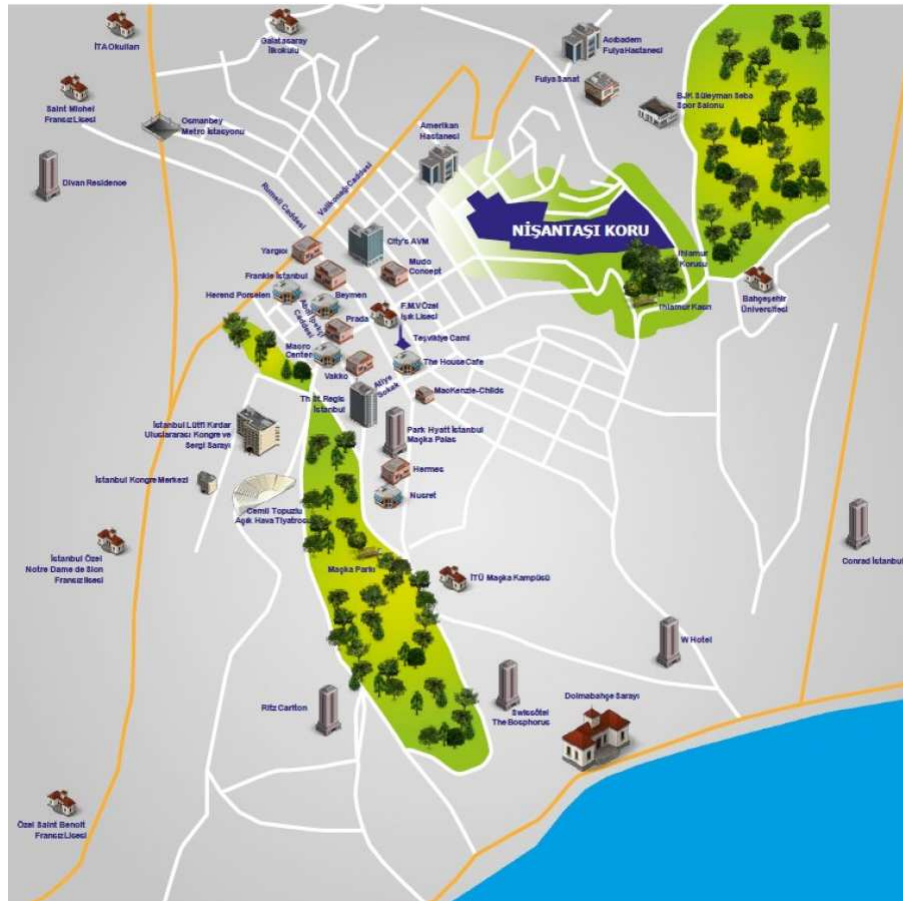 İTA Okulları
Galatasaray
İlkokulu
Acıbadem
Fulya Hastanesi
Fulya Sanat
BJK Süleyman Seba
Spor Salonu
Saint Michel
Fransız Lisesi
Osmanbey
Metro İstasyonu
Amerikan
Hastanesi
Divan Residence
Rumeli Caddesi
Valikonağı Caddesi
NİŞANTAŞI KORU
Yargıcı
City's AVM
Mudo
Concept
Ihlamur
Korusu
Frankie İstanbul
Herend Porselen
Beymen
Abdi İpekçi
Caddesi
Prada
F.M.V Özel
Işık Lisesi
Ihlamur Kasrı
Bahçeşehir
Üniversitesi
Teşvikiye Cami
Macro
Center
Vakko
Atiye
Sokak
The House Cafe
The St. Regis
İstanbul
MacKenzie-Childs
İstanbul Lütfi Kırdar
Uluslararası Kongre ve
Sergi Sarayı
Park Hyatt İstanbul
Maçka Palas
İstanbul Kongre Merkezi
Hermes
Nusret
Cemil Topuzlu
Açık Hava Tiyatrosu
İstanbul Özel
Notre Dame de Sion
Fransız lisesi
Maçka Parkı
İTÜ Maçka Kampüsü
Conrad İstanbul
W Hotel
Ritz Carlton
Swissôtel
The Bosphorus
Dolmabahçe Sarayı
Özel Saint Benoit
Fransız Lisesi